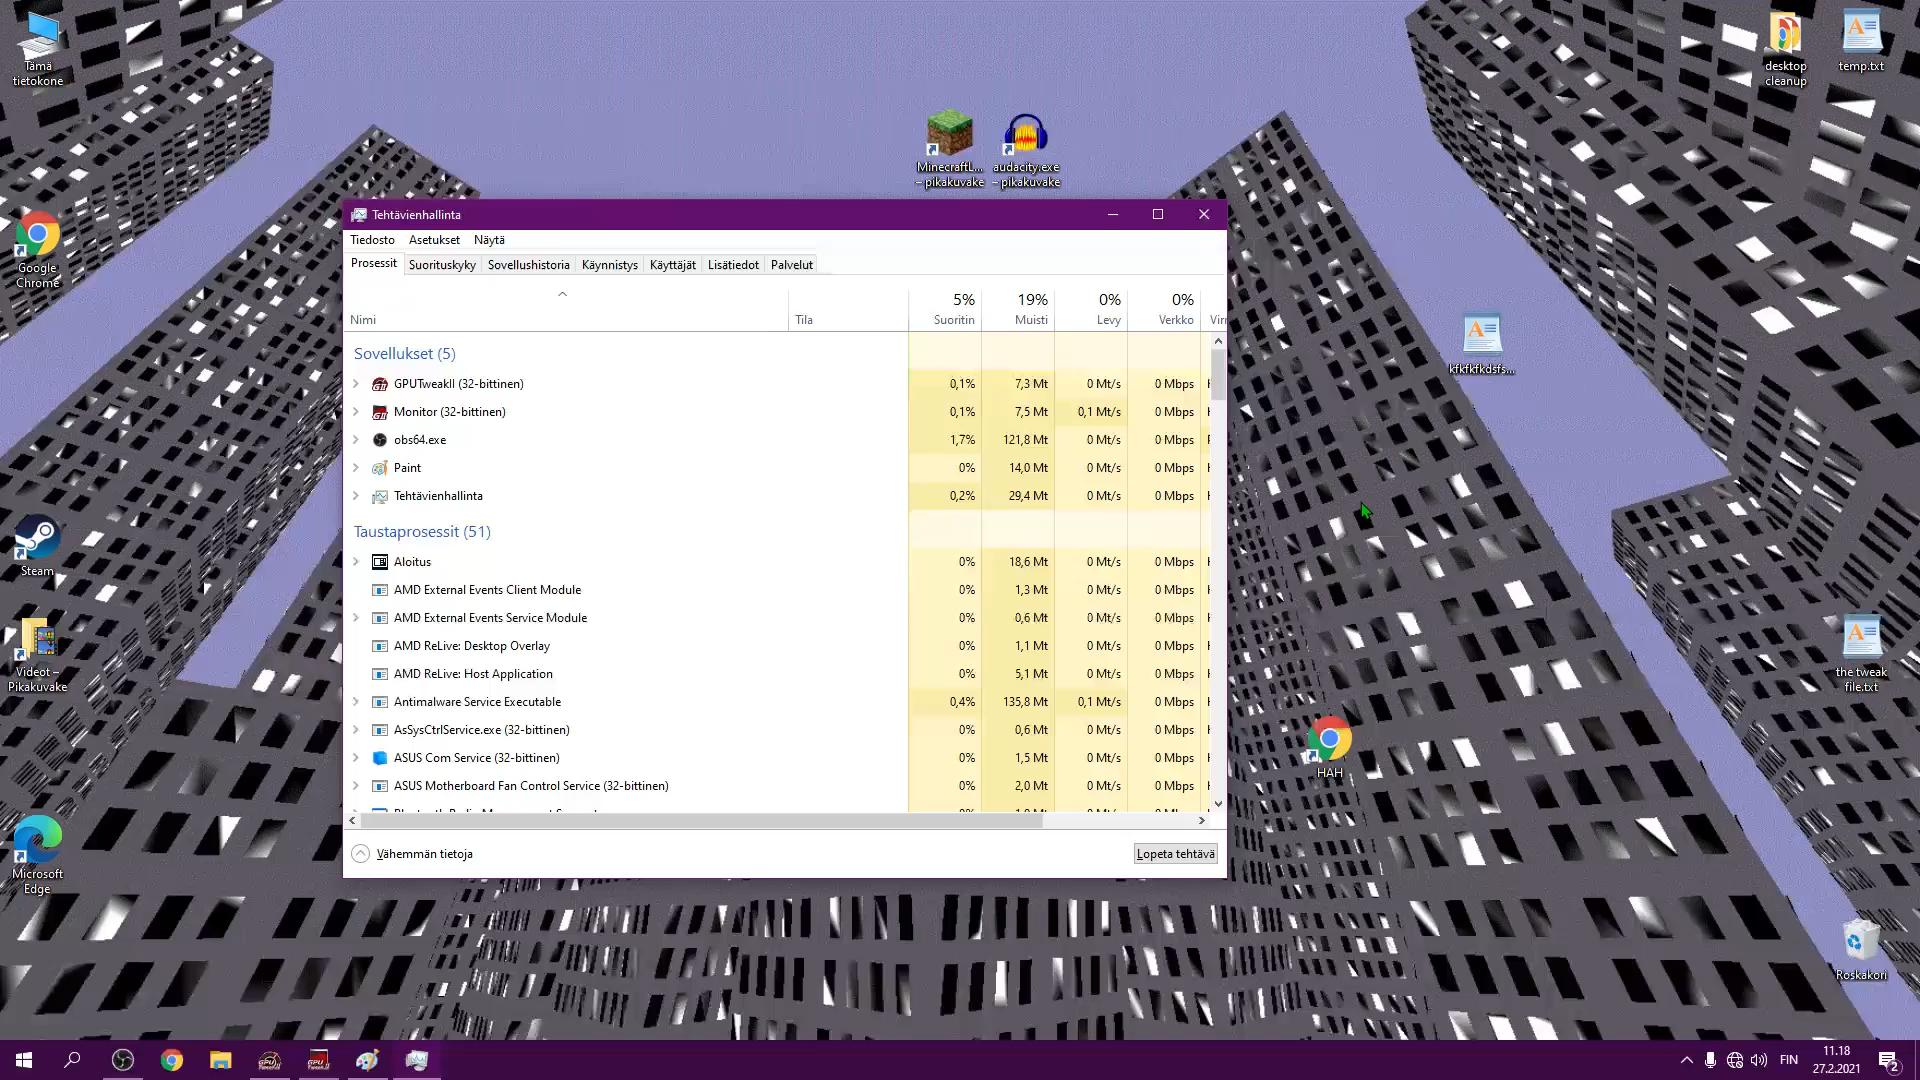 Tämä
tietokone
desktop
cleanup
temp.txt
MinecraftL...
– pikakuvake
audacity.exe
– pikakuvake
Google
Chrome
Steam
Videot –
Pikakuvake
Microsoft
Edge
kfkfkfkdsfs...
HAH
the tweak
file.txt
Roskakori
Tehtävienhallinta
Tiedosto Asetukset Näytä
Prosessit Suorituskyky Sovellushistoria Käynnistys Käyttäjät Lisätiedot Palvelut
5% 19% 0% 0%
Nimi Tila Suoritin Muisti Levy Verkko Virr
Sovellukset (5)
GPUTweakII (32-bittinen) 0,1% 7,3 Mt 0 Mt/s 0 Mbps
Monitor (32-bittinen) 0,1% 7,5 Mt 0,1 Mt/s 0 Mbps
obs64.exe 1,7% 121,8 Mt 0 Mt/s 0 Mbps
Paint 0% 14,0 Mt 0 Mt/s 0 Mbps
Tehtävienhallinta 0,2% 29,4 Mt 0 Mt/s 0 Mbps
Taustaprosessit (51)
Aloitus 0% 18,6 Mt 0 Mt/s 0 Mbps
AMD External Events Client Module 0% 1,3 Mt 0 Mt/s 0 Mbps
AMD External Events Service Module 0% 0,6 Mt 0 Mt/s 0 Mbps
AMD ReLive: Desktop Overlay 0% 1,1 Mt 0 Mt/s 0 Mbps
AMD ReLive: Host Application 0% 5,1 Mt 0 Mt/s 0 Mbps
Antimalware Service Executable 0,4% 135,8 Mt 0,1 Mt/s 0 Mbps
AsSysCtrlService.exe (32-bittinen) 0% 0,6 Mt 0 Mt/s 0 Mbps
ASUS Com Service (32-bittinen) 0% 1,5 Mt 0 Mt/s 0 Mbps
ASUS Motherboard Fan Control Service (32-bittinen) 0% 2,0 Mt 0 Mt/s 0 Mbps
Vähemmän tietoja
Lopeta tehtävä
FIN
11.18
27.2.2021
2